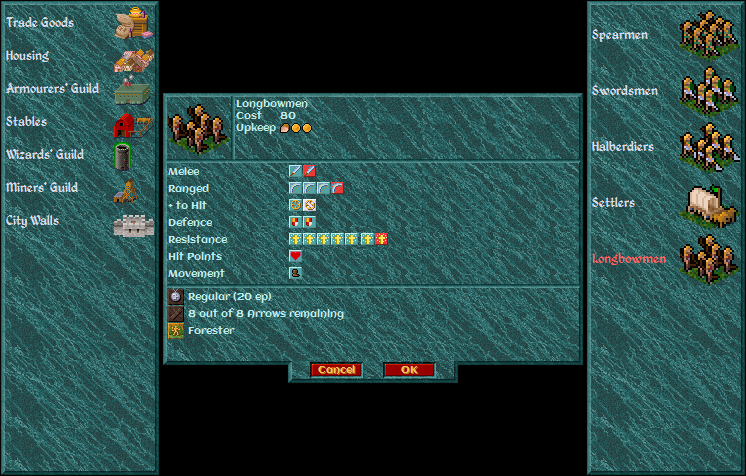 Trade Goods
Housing
Armourers' Guild
Stables
Wizards' Guild
Miners' Guild
City Walls
Longbowmen
Cost 80
Upkeep
Melee
Ranged
+ to Hit
Defence
Resistance
Hit Points
Movement
Regular (20 ep)
8 out of 8 Arrows remaining
Forester
Cancel
OK
Spearmen
Swordsmen
Halberdiers
Settlers
Longbowmen